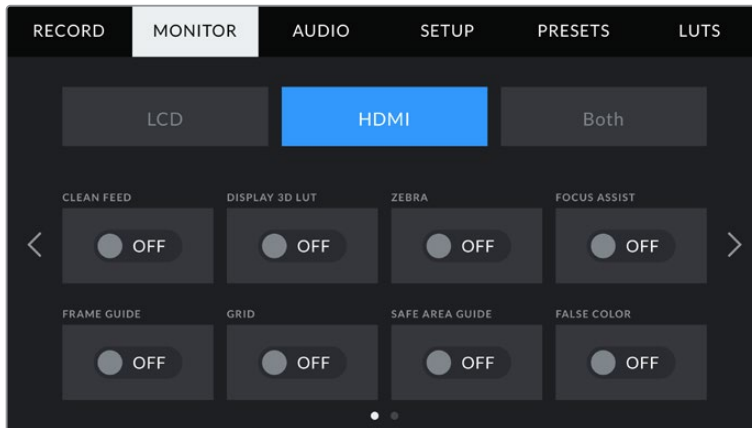 RECORD MONITOR AUDIO SETUP PRESETS LUTS
LCD HDMI Both
CLEAN FEED DISPLAY 3D LUT ZEBRA FOCUS ASSIST
OFF OFF OFF OFF
FRAME GUIDE GRID SAFE AREA GUIDE FALSE COLOR
OFF OFF OFF OFF